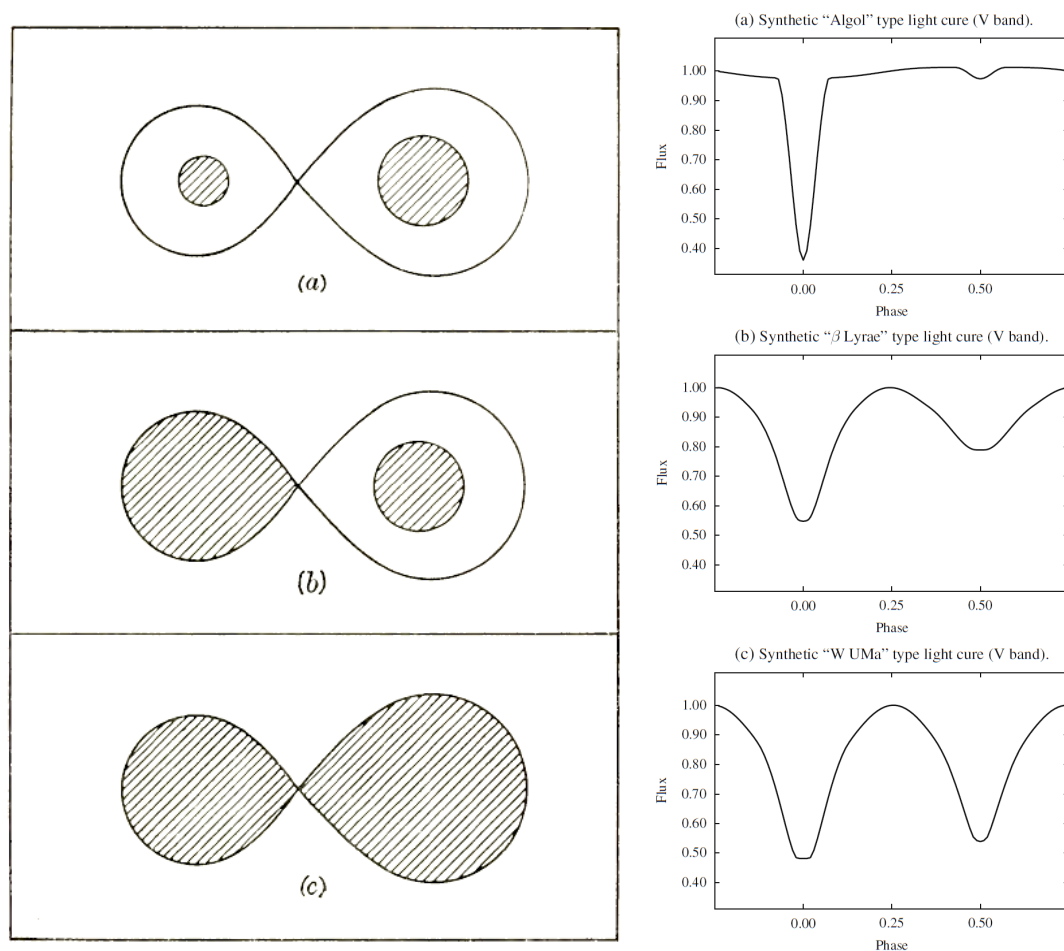 (a)
(b)
(c)
(a) Synthetic “Algol” type light cure (V band).
1.00
0.90
0.80
0.70
0.60
0.50
0.40
Flux
0.00
0.25
0.50
Phase
(b) Synthetic “β Lyrae” type light cure (V band).
1.00
0.90
0.80
0.70
0.60
0.50
0.40
Flux
0.00
0.25
0.50
Phase
(c) Synthetic “W UMa” type light cure (V band).
1.00
0.90
0.80
0.70
0.60
0.50
0.40
Flux
0.00
0.25
0.50
Phase